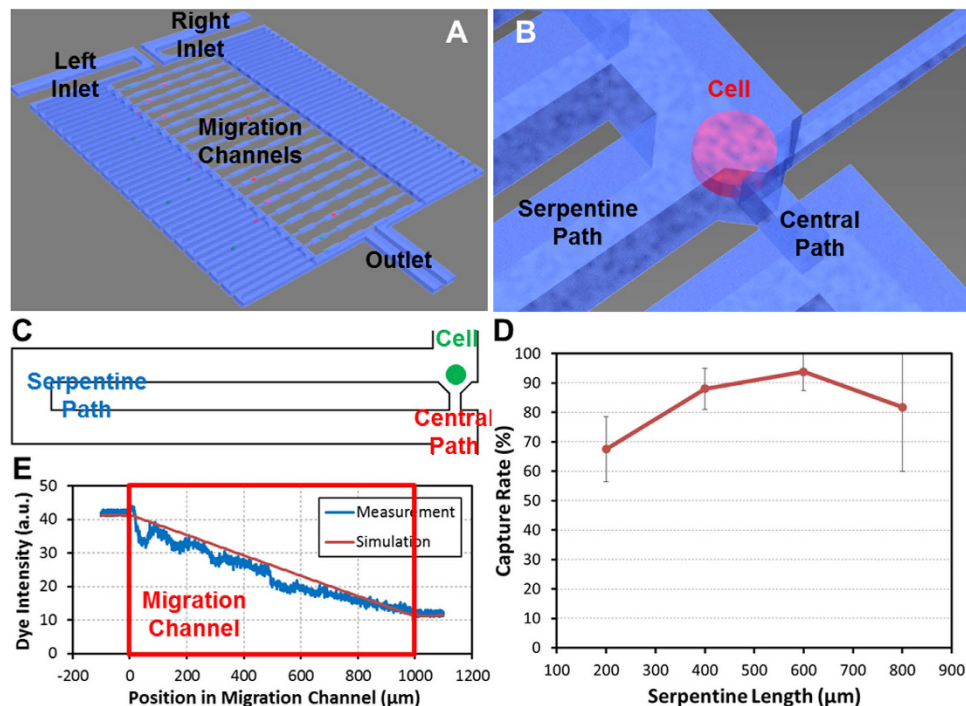 A
Left
Inlet
Right
Inlet
Migration
Channels
Outlet
B
Cell
Serpentine
Path
Central
Path
C
Cell
Serpentine
Path
Central
Path
D
Capture Rate (%)
100
90
80
70
60
50
40
30
20
10
0
100 200 300 400 500 600 700 800 900
Serpentine Length (µm)
E
Dye Intensity (a.u.)
50
40
30
20
10
0
Measurement
Simulation
Migration
Channel
-200 0 200 400 600 800 1000 1200
Position in Migration Channel (µm)